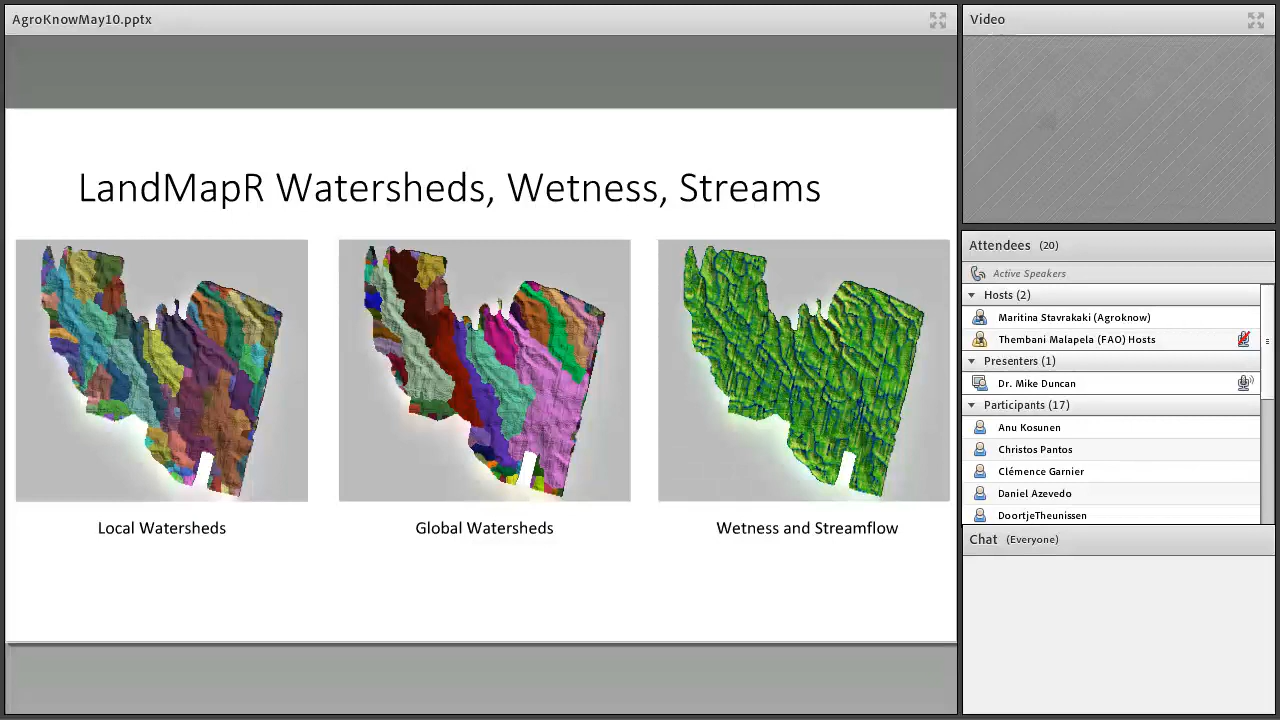 AgroKnowMay10.pptx
LandMapR Watersheds, Wetness, Streams
Local Watersheds
Global Watersheds
Wetness and Streamflow
Video
Attendees (20)
Active Speakers
Hosts (2)
Maritina Stavrakaki (Agroknow)
Thembani Malapela (FAO) Hosts
Presenters (1)
Dr. Mike Duncan
Participants (17)
Anu Kosunen
Christos Pantos
Clémence Garnier
Daniel Azevedo
DoortjeTheunissen
Chat (Everyone)